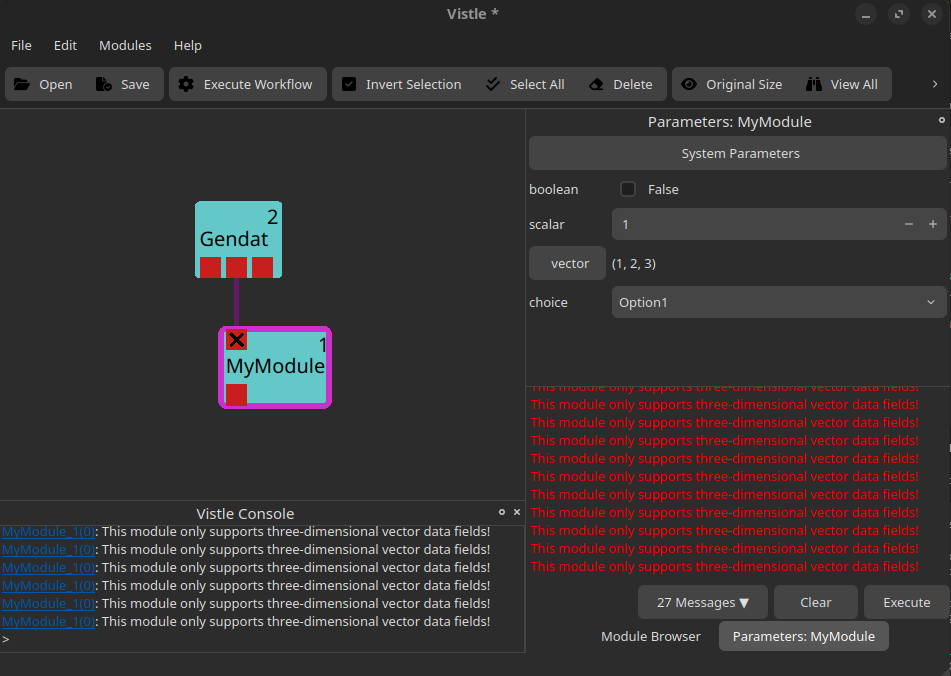 Vistle *
File Edit Modules Help
Open Save Execute Workflow Invert Selection Select All Delete Original Size View All
Parameters: MyModule
System Parameters
boolean False
scalar 1 − +
vector (1, 2, 3)
choice Option1
2
Gendat
1
MyModule
This module only supports three-dimensional vector data fields!
This module only supports three-dimensional vector data fields!
This module only supports three-dimensional vector data fields!
This module only supports three-dimensional vector data fields!
This module only supports three-dimensional vector data fields!
This module only supports three-dimensional vector data fields!
This module only supports three-dimensional vector data fields!
This module only supports three-dimensional vector data fields!
This module only supports three-dimensional vector data fields!
This module only supports three-dimensional vector data fields!
This module only supports three-dimensional vector data fields!
27 Messages ▼ Clear Execute
Module Browser Parameters: MyModule
Vistle Console
MyModule_1(0): This module only supports three-dimensional vector data fields!
MyModule_1(0): This module only supports three-dimensional vector data fields!
MyModule_1(0): This module only supports three-dimensional vector data fields!
MyModule_1(0): This module only supports three-dimensional vector data fields!
MyModule_1(0): This module only supports three-dimensional vector data fields!
MyModule_1(0): This module only supports three-dimensional vector data fields!
>